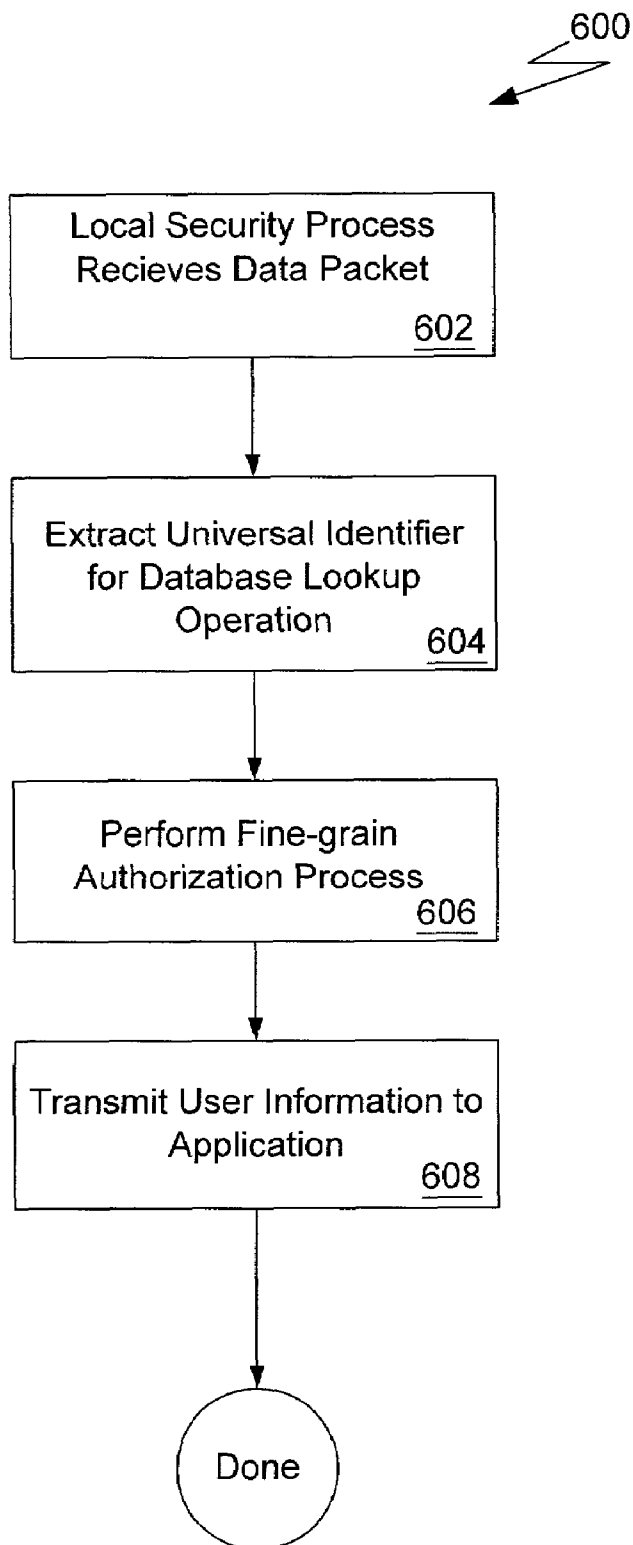 600
Local Security Process
Recieves Data Packet
602
Extract Universal Identifier
for Database Lookup
Operation
604
Perform Fine-grain
Authorization Process
606
Transmit User Information to
Application
608
Done